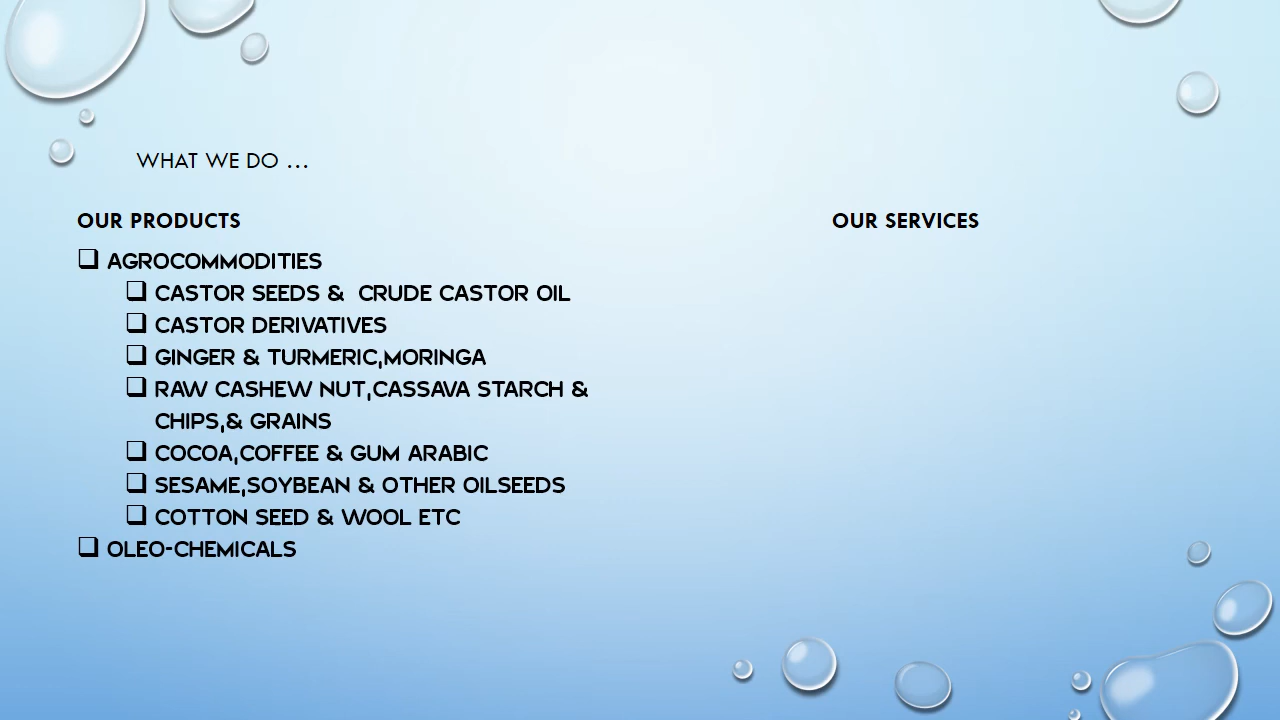 WHAT WE DO ...
OUR PRODUCTS
OUR SERVICES
❑ AGROCOMMODITIES
❑ CASTOR SEEDS &  CRUDE CASTOR OIL
❑ CASTOR DERIVATIVES
❑ GINGER & TURMERIC,MORINGA
❑ RAW CASHEW NUT,CASSAVA STARCH &
CHIPS,& GRAINS
❑ COCOA,COFFEE & GUM ARABIC
❑ SESAME,SOYBEAN & OTHER OILSEEDS
❑ COTTON SEED & WOOL ETC
❑ OLEO-CHEMICALS